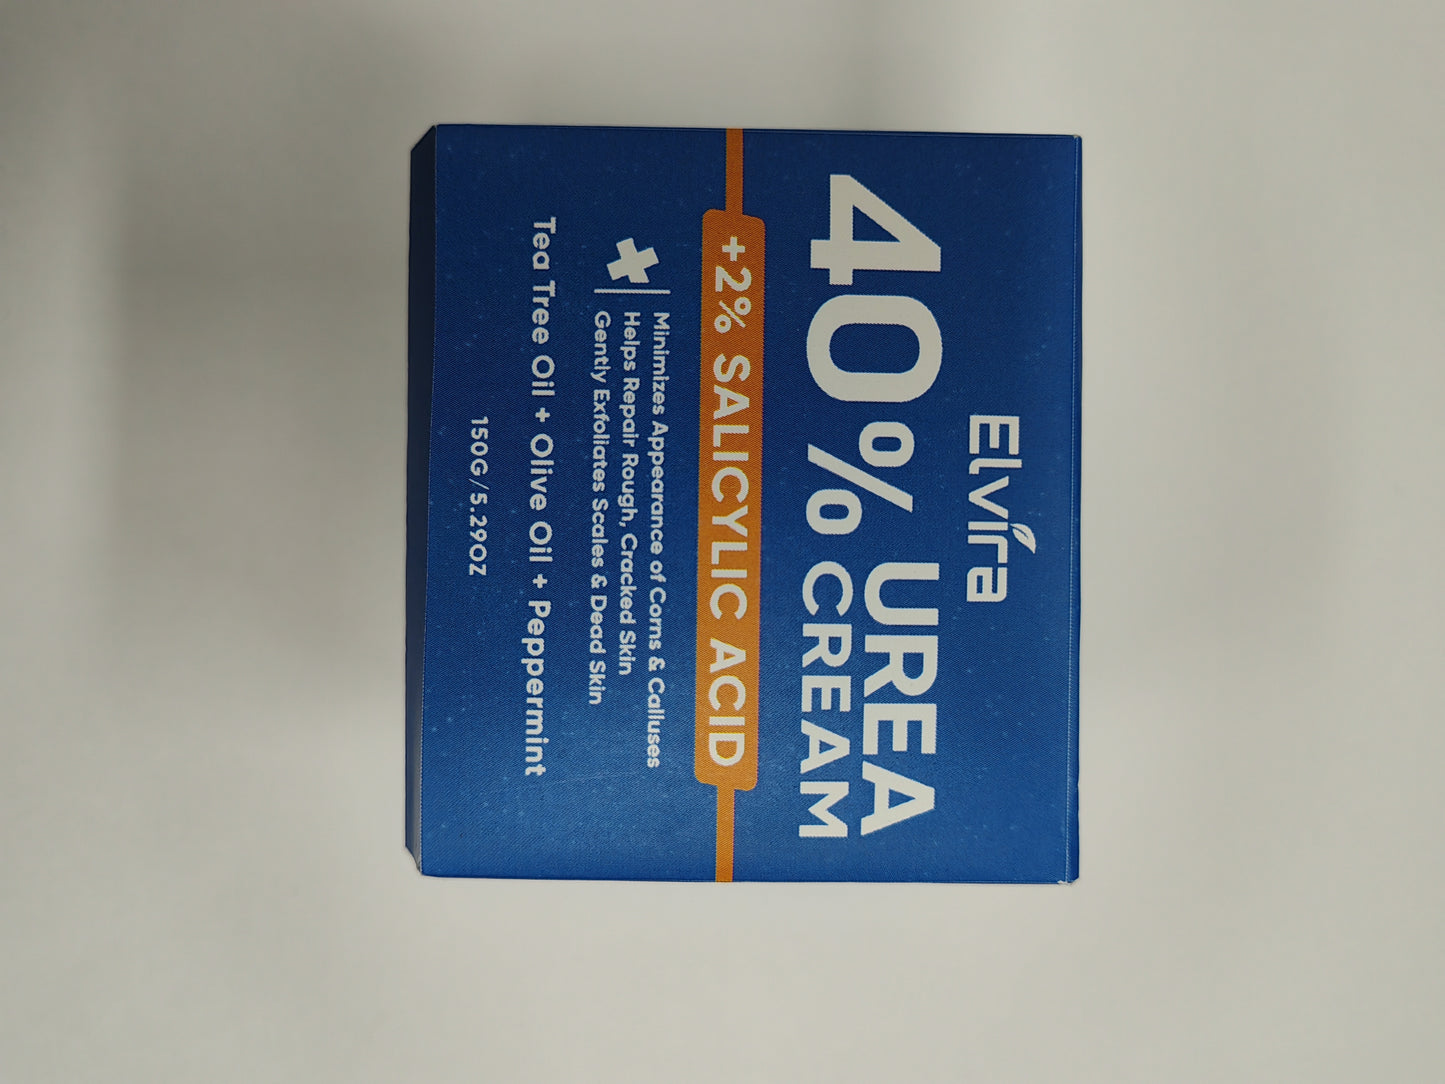 Elvira
40% UREA
CREAM
+2% SALICYLIC ACID
Minimizes Appearance of Corns & Calluses
Helps Repair Rough, Cracked Skin
Gently Exfoliates Scales & Dead Skin
Tea Tree Oil + Olive Oil + Peppermint
150G/5.29OZ